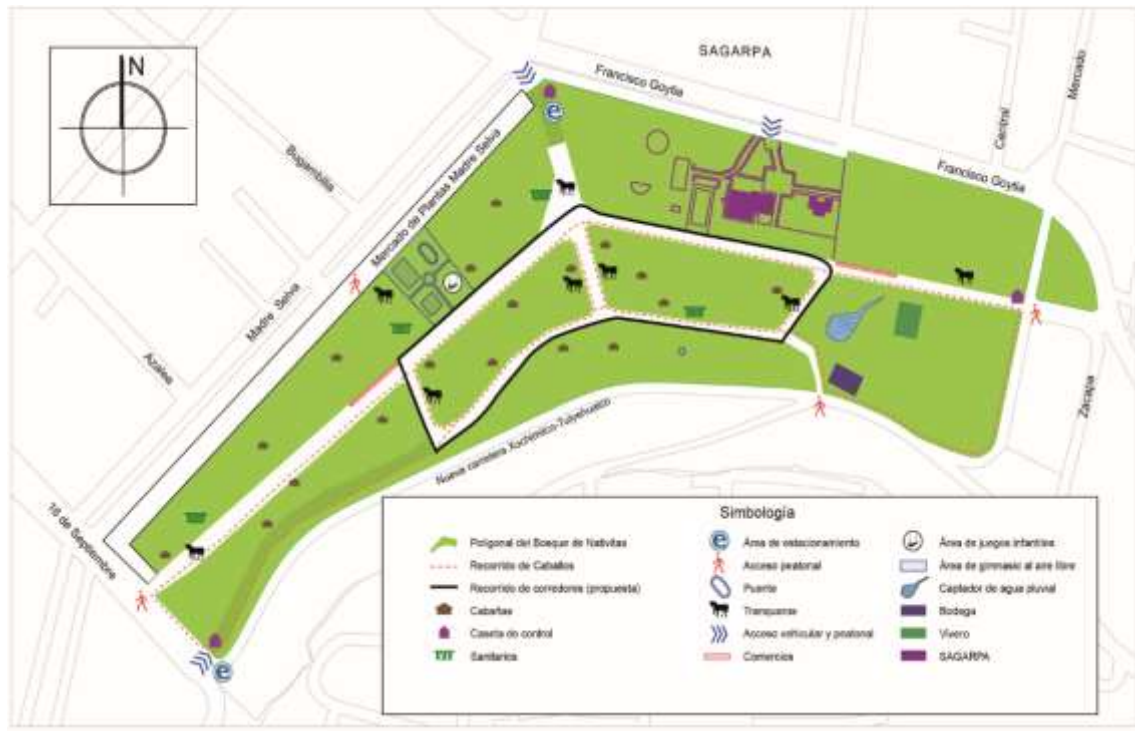 N
SAGARPA
Francisco Goytia
Central
Mercado
Bugambilia
Mercado de Plantas Madre Selva
Francisco Goytia
Madre Selva
Azalea
Zacapa
Nueva carretera Xochimilco-Tulyehualco
16 de Septiembre
e
e
Simbología
Poligonal del Bosque de Nativitas
Recorrido de Caballos
Recorrido de corredores (propuesta)
Cabañas
Caseta de control
Sanitarios
e
Área de estacionamiento
Acceso peatonal
Puente
Tranquense
Acceso vehicular y peatonal
Comercios
Área de juegos infantiles
Área de gimnasio al aire libre
Captador de agua pluvial
Bodega
Vivero
SAGARPA